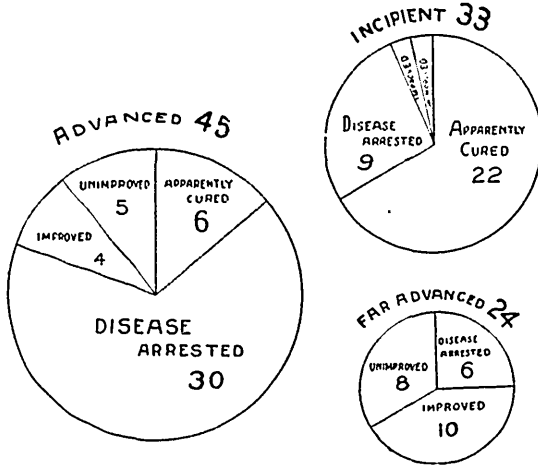 INCIPIENT 33
DISEASE
ARRESTED
9
APPARENTLY
CURED
22
ADVANCED 45
UNIMPROVED
5
APPARENTLY
CURED
6
IMPROVED
4
DISEASE
ARRESTED
30
FAR ADVANCED 24
UNIMPROVED
8
DISEASE
ARRESTED
6
IMPROVED
10